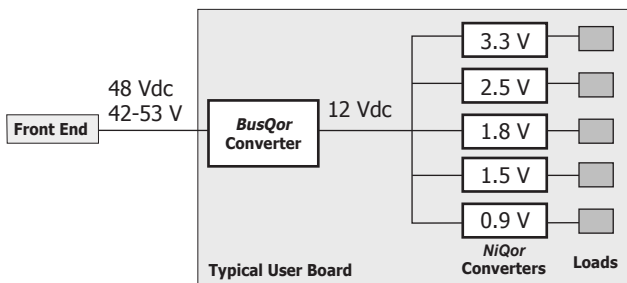 48 Vdc
42-53 V
Front End
BusQor
Converter
12 Vdc
3.3 V
2.5 V
1.8 V
1.5 V
0.9 V
NiQor
Converters
Loads
Typical User Board